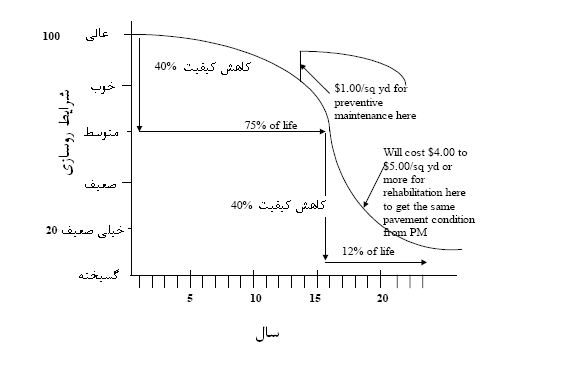 100 عالی
40% کاهش کیفیت
خوب
$1.00/sq yd for
preventive
maintenance here
شرایط روسازی
متوسط
75% of life
Will cost $4.00 to
$5.00/sq yd or
more for
rehabilitation here
to get the same
pavement condition
from PM
ضعیف
40% کاهش کیفیت
20 خیلی ضعیف
12% of life
گسیخته
5 10 15 20
سال